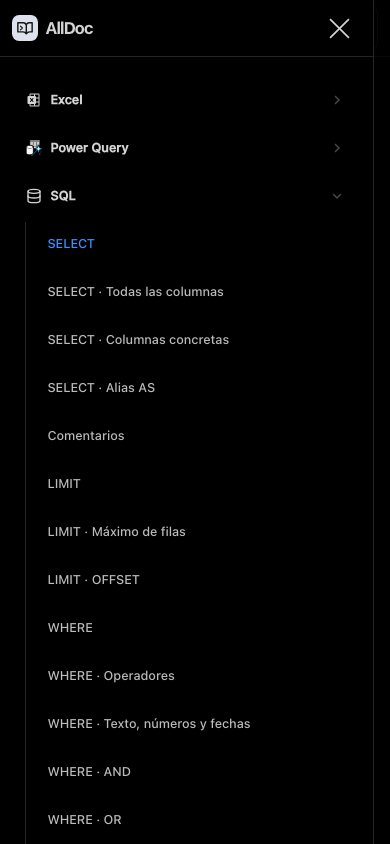 AllDoc
Excel
Power Query
SQL
SELECT
SELECT · Todas las columnas
SELECT · Columnas concretas
SELECT · Alias AS
Comentarios
LIMIT
LIMIT · Máximo de filas
LIMIT · OFFSET
WHERE
WHERE · Operadores
WHERE · Texto, números y fechas
WHERE · AND
WHERE · OR